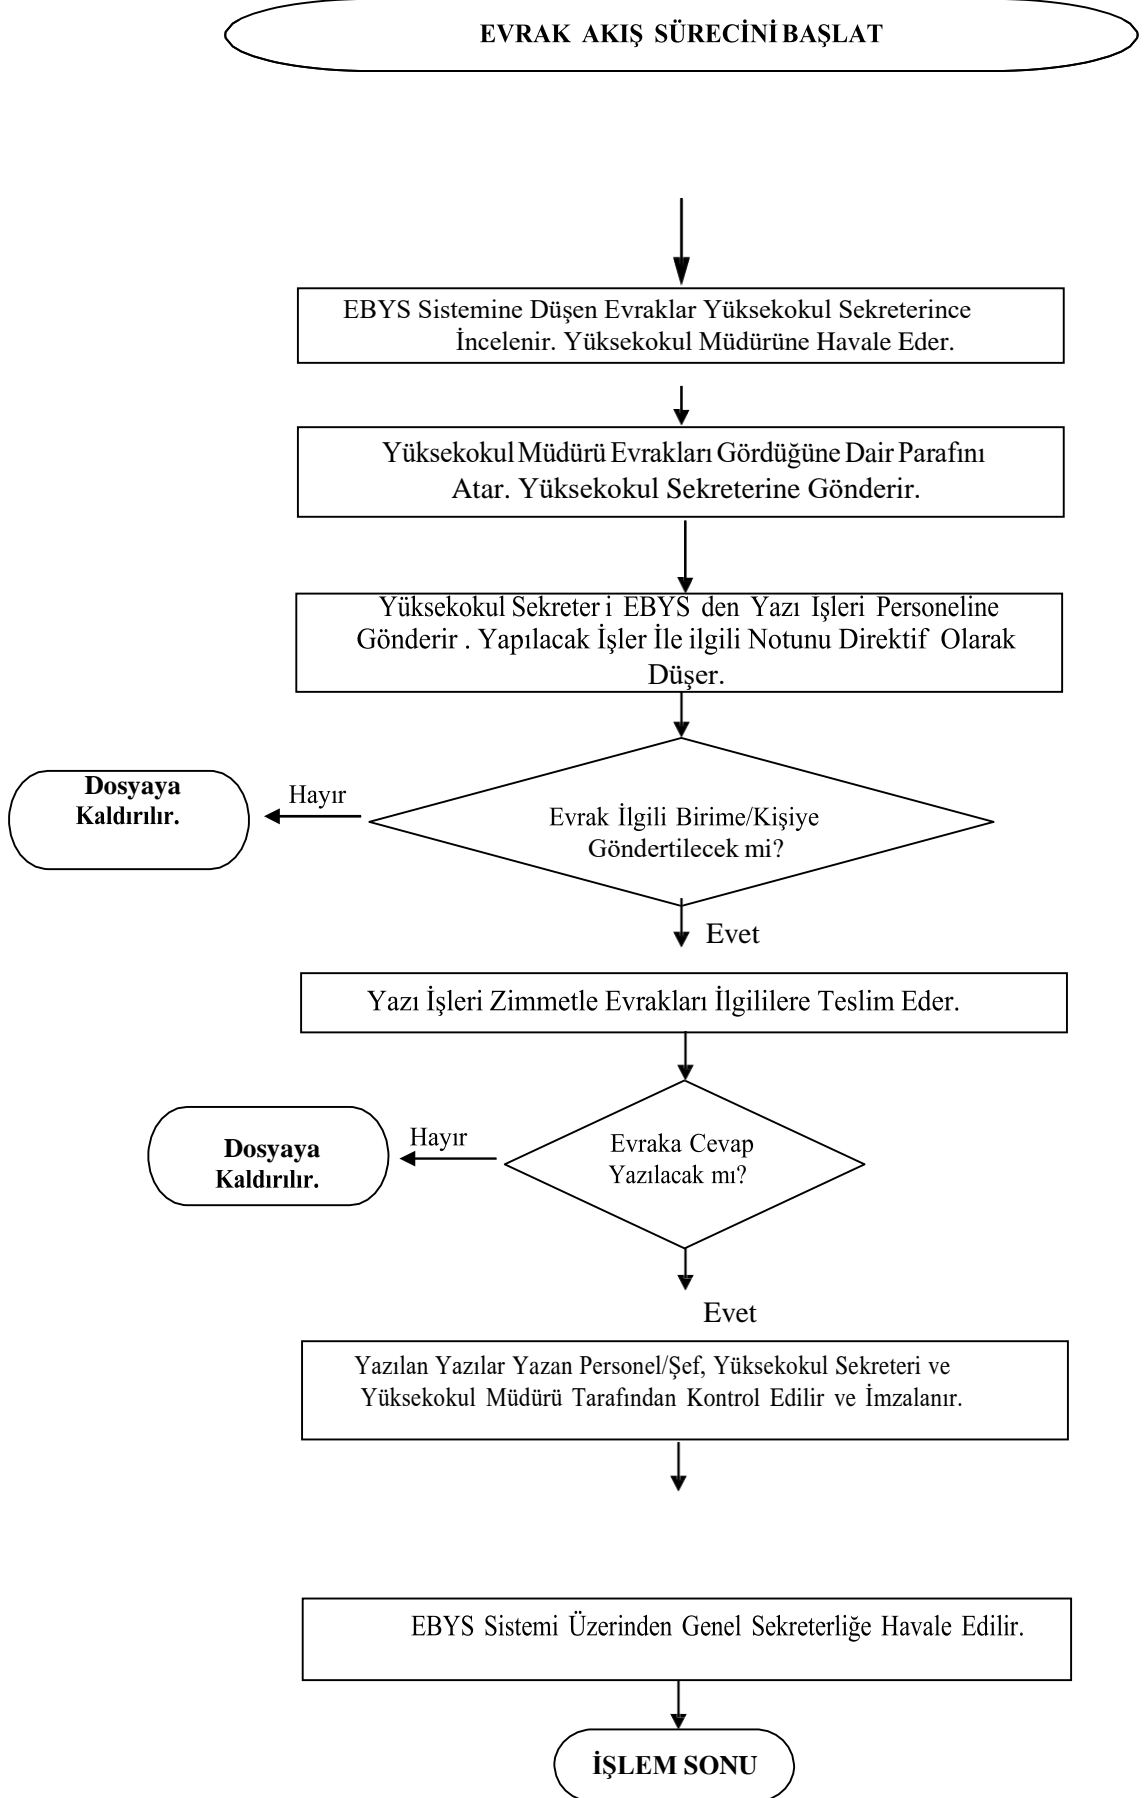 EVRAK AKIŞ SÜRECİNİ BAŞLAT
EBYS Sistemine Düşen Evraklar Yüksekokul Sekreterince
İncelenir. Yüksekokul Müdürüne Havale Eder.
Yüksekokul Müdürü Evrakları Gördüğüne Dair Parafını
Atar. Yüksekokul Sekreterine Gönderir.
Yüksekokul Sekreter i EBYS den Yazı Işleri Personeline
Gönderir . Yapılacak İşler İle ilgili Notunu Direktif Olarak
Düşer.
Dosyaya
Kaldırılır.
Hayır
Evrak İlgili Birime/Kişiye
Göndertilecek mi?
Evet
Yazı İşleri Zimmetle Evrakları İlgililere Teslim Eder.
Dosyaya
Kaldırılır.
Hayır
Evraka Cevap
Yazılacak mı?
Evet
Yazılan Yazılar Yazan Personel/Şef, Yüksekokul Sekreteri ve
Yüksekokul Müdürü Tarafından Kontrol Edilir ve İmzalanır.
EBYS Sistemi Üzerinden Genel Sekreterliğe Havale Edilir.
İŞLEM SONU